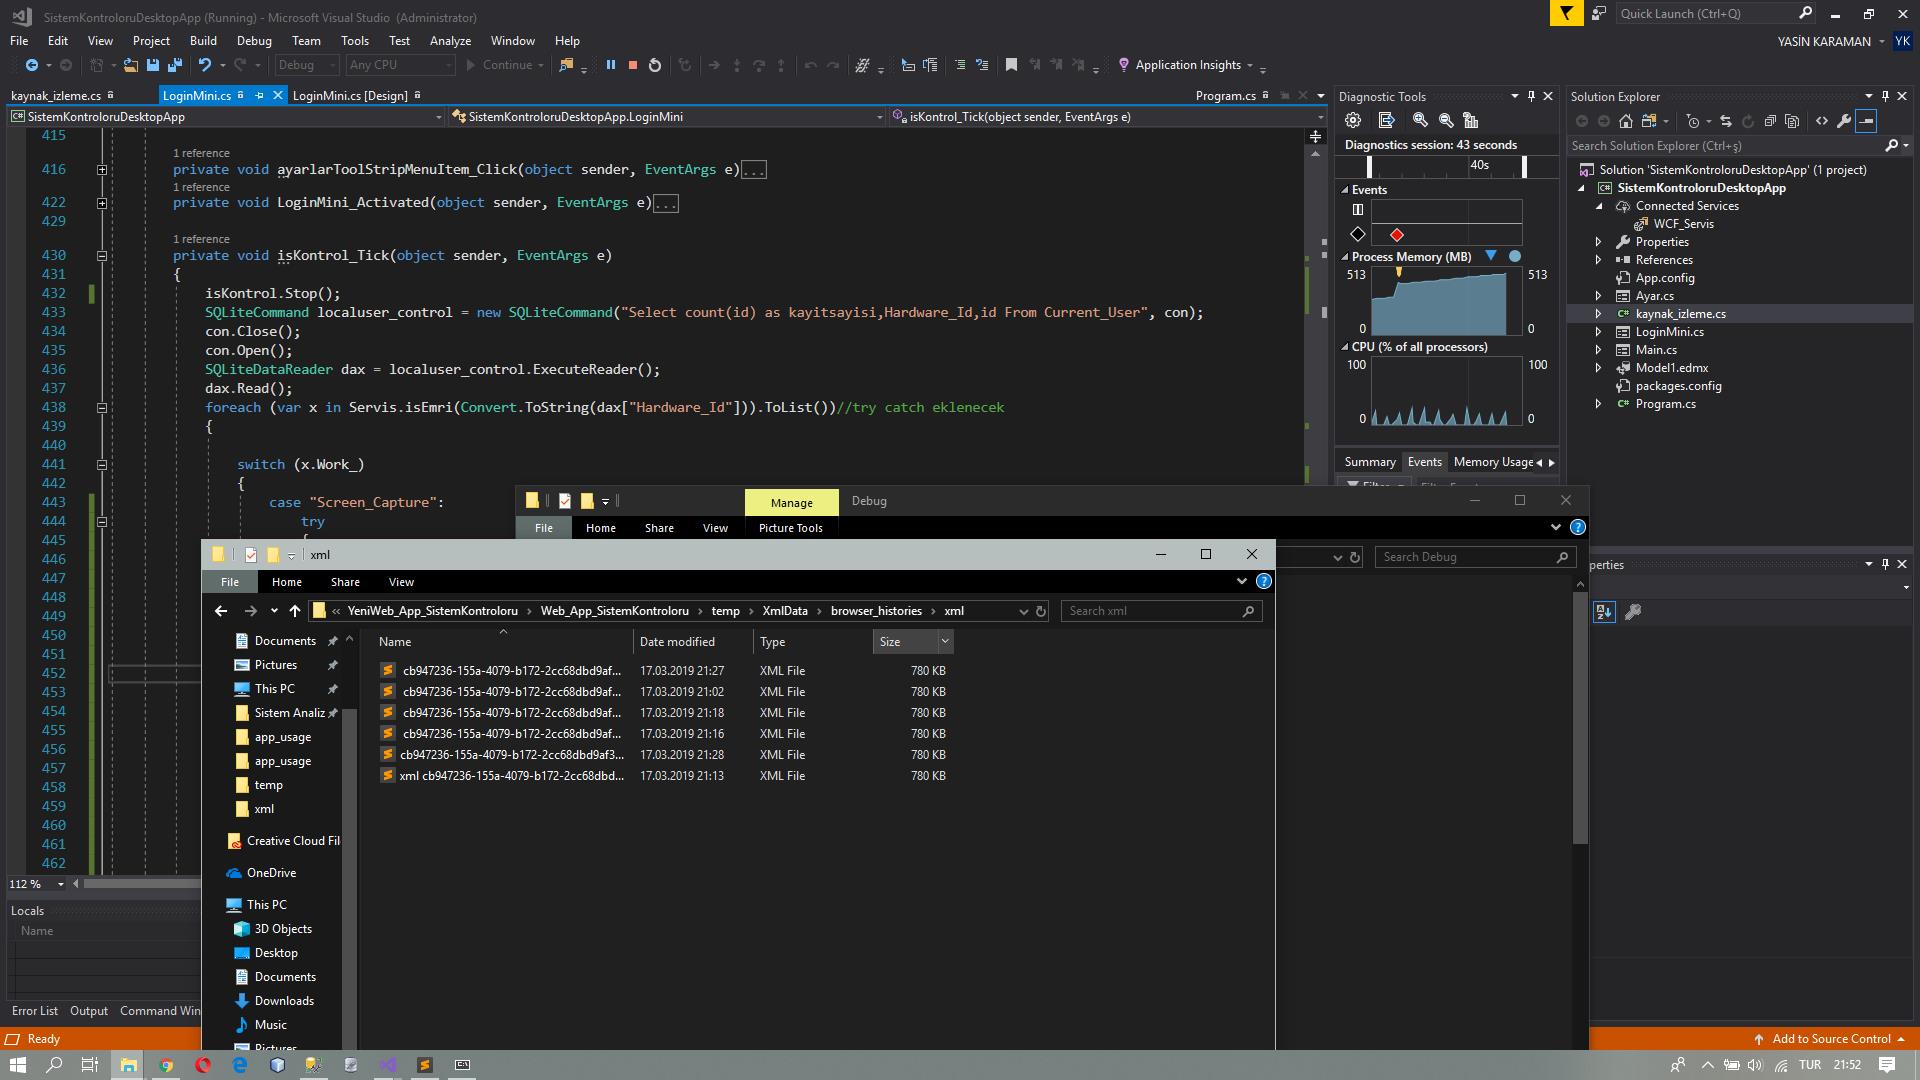 SistemKontroloruDesktopApp (Running) - Microsoft Visual Studio (Administrator)
Quick Launch (Ctrl+Q)
File Edit View Project Build Debug Team Tools Test Analyze Window Help
YASİN KARAMAN YK
Debug Any CPU Continue Application Insights
kaynak_izleme.cs LoginMini.cs LoginMini.cs [Design] Program.cs
SistemKontroloruDesktopApp SistemKontroloruDesktopApp.LoginMini isKontrol_Tick(object sender, EventArgs e)
415
1 reference
416 private void ayarlarToolStripMenuItem_Click(object sender, EventArgs e)...
1 reference
422 private void LoginMini_Activated(object sender, EventArgs e)...
429
1 reference
430 private void isKontrol_Tick(object sender, EventArgs e)
431 {
432 isKontrol.Stop();
433 SQLiteCommand localuser_control = new SQLiteCommand("Select count(id) as kayitsayisi,Hardware_Id,id From Current_User", con);
434 con.Close();
435 con.Open();
436 SQLiteDataReader dax = localuser_control.ExecuteReader();
437 dax.Read();
438 foreach (var x in Servis.isEmri(Convert.ToString(dax["Hardware_Id"])).ToList())//try catch eklenecek
439 {
440
441 switch (x.Work_)
442 {
443 case "Screen_Capture":
444 try
445 {
446
447
448
449
450
451
452
453
454
455
456
457
458
459
460
461
462
112 %
Locals
Name
Error List Output Command Win
Ready
Diagnostic Tools
Diagnostics session: 43 seconds
40s
Events
Process Memory (MB)
513 513
0 0
CPU (% of all processors)
100 100
0 0
Summary Events Memory Usage
Solution Explorer
Search Solution Explorer (Ctrl+ş)
Solution 'SistemKontroloruDesktopApp' (1 project)
SistemKontroloruDesktopApp
Connected Services
WCF_Servis
Properties
References
App.config
Ayar.cs
kaynak_izleme.cs
LoginMini.cs
Main.cs
Model1.edmx
packages.config
Program.cs
perties
Add to Source Control
Manage Debug
File Home Share View Picture Tools
Search Debug
xml
File Home Share View
« YeniWeb_App_SistemKontroloru › Web_App_SistemKontroloru › temp › XmlData › browser_histories › xml
Search xml
Documents
Pictures
This PC
Sistem Analiz
app_usage
app_usage
temp
xml
Creative Cloud Fil
OneDrive
This PC
3D Objects
Desktop
Documents
Downloads
Music
Pictures
Name Date modified Type Size
cb947236-155a-4079-b172-2cc68dbd9af... 17.03.2019 21:27 XML File 780 KB
cb947236-155a-4079-b172-2cc68dbd9af... 17.03.2019 21:02 XML File 780 KB
cb947236-155a-4079-b172-2cc68dbd9af... 17.03.2019 21:18 XML File 780 KB
cb947236-155a-4079-b172-2cc68dbd9af... 17.03.2019 21:16 XML File 780 KB
cb947236-155a-4079-b172-2cc68dbd9af3... 17.03.2019 21:28 XML File 780 KB
xml cb947236-155a-4079-b172-2cc68dbd... 17.03.2019 21:13 XML File 780 KB
TUR 21:52